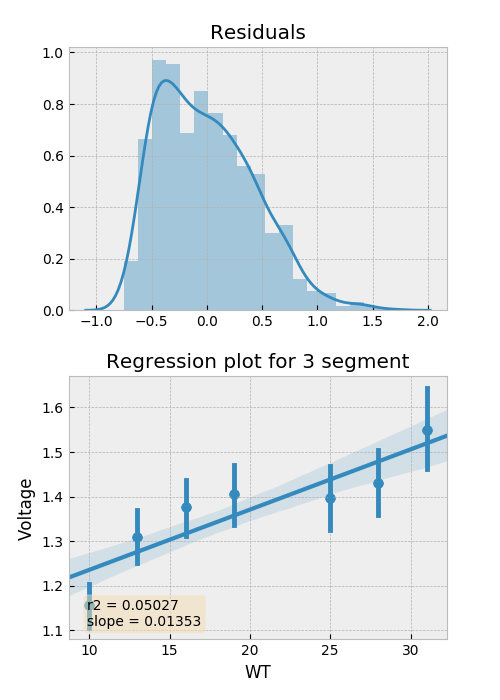 Residuals
1.0
0.8
0.6
0.4
0.2
0.0
−1.0 −0.5 0.0 0.5 1.0 1.5 2.0
Regression plot for 3 segment
1.6
1.5
1.4
1.3
1.2
1.1
Voltage
r2 = 0.05027
slope = 0.01353
10 15 20 25 30
WT